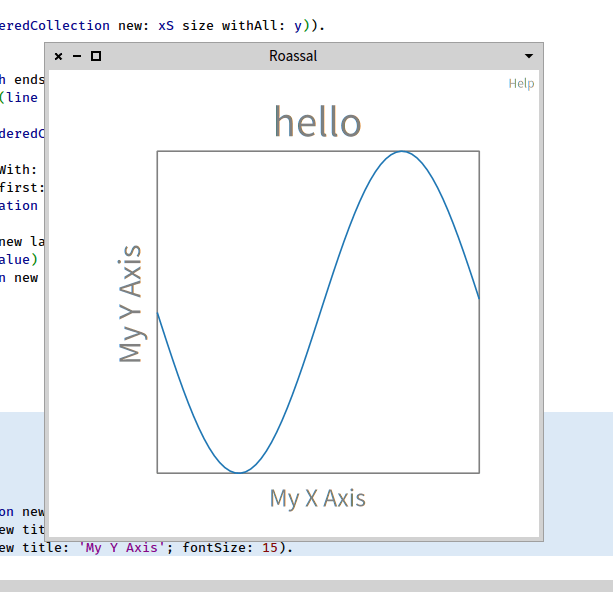 eredCollection new: xS size withAll: y)).
Roassal
h ends
(line
Help
hello
deredC
With:
first:
ation
new la
alue)
n new
My Y Axis
My X Axis
on new
ew tit
ew title: 'My Y Axis'; fontSize: 15).